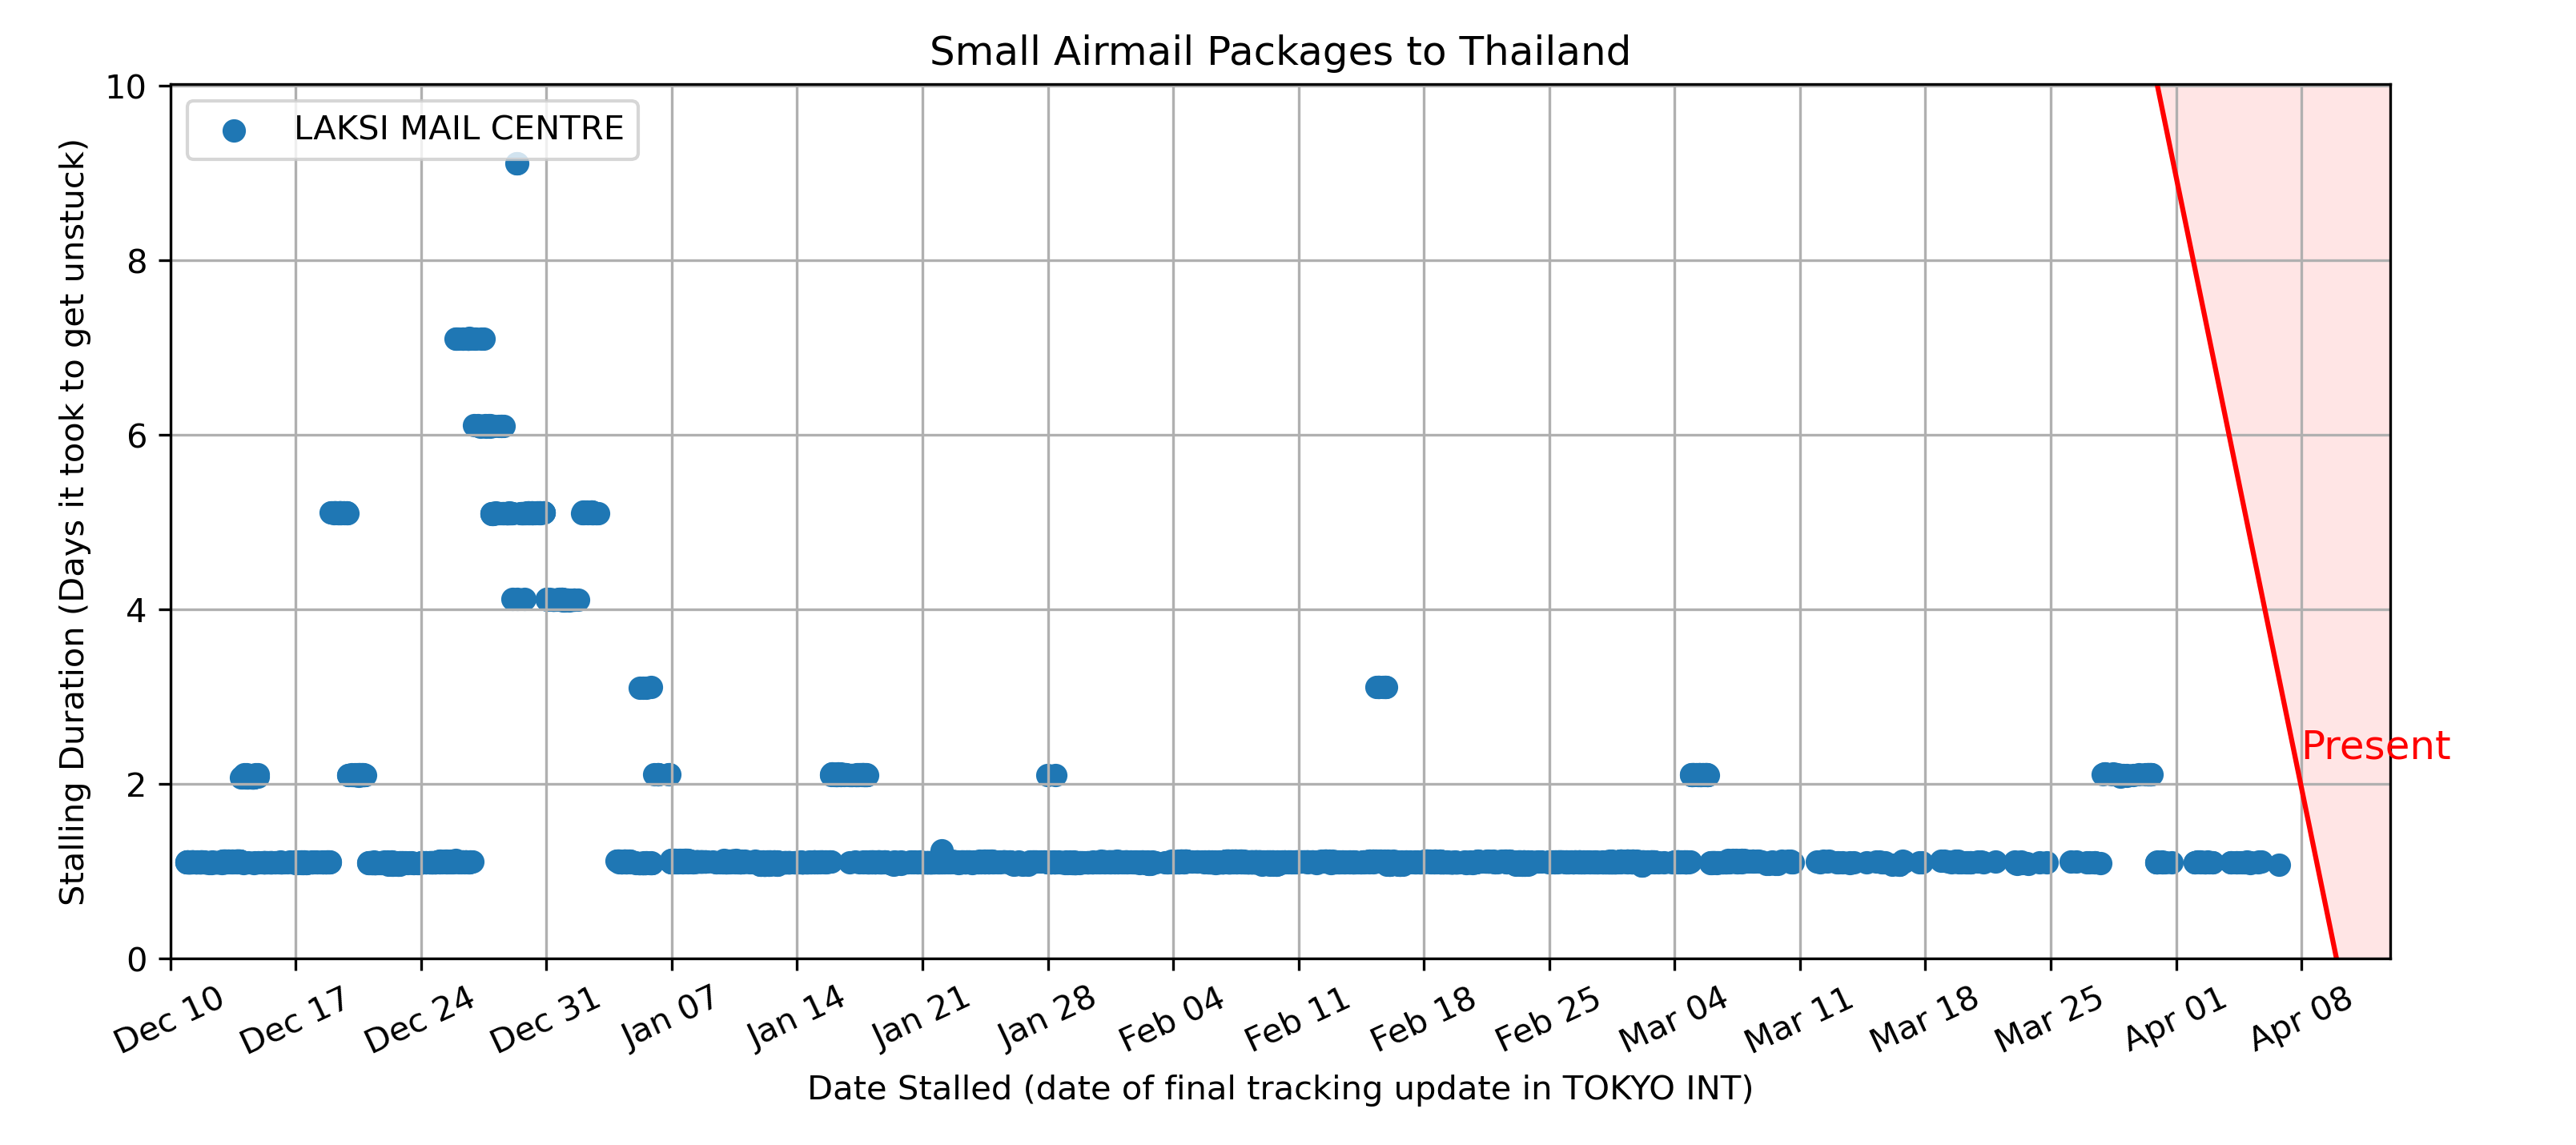 Small Airmail Packages to Thailand
LAKSI MAIL CENTRE
Stalling Duration (Days it took to get unstuck)
10
8
6
4
2
0
Present
Dec 10
Dec 17
Dec 24
Dec 31
Jan 07
Jan 14
Jan 21
Jan 28
Feb 04
Feb 11
Feb 18
Feb 25
Mar 04
Mar 11
Mar 18
Mar 25
Apr 01
Apr 08
Date Stalled (date of final tracking update in TOKYO INT)